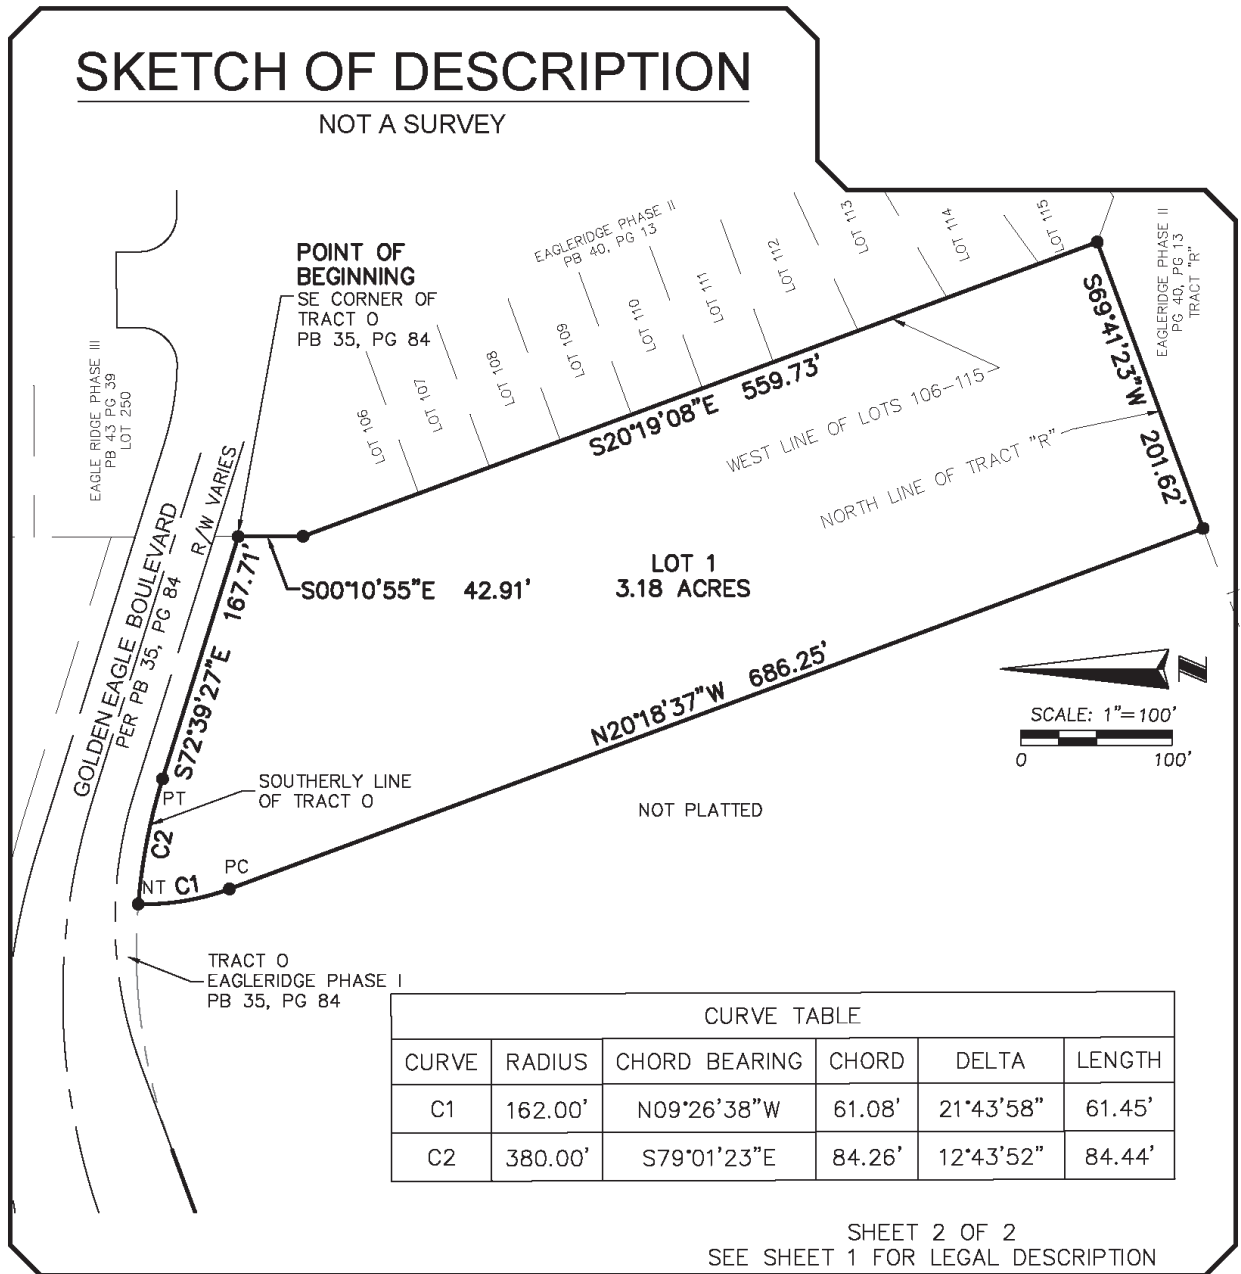 SKETCH OF DESCRIPTION
NOT A SURVEY
POINT OF
BEGINNING
SE CORNER OF
TRACT O
PB 35, PG 84
EAGLERIDGE PHASE II
PB 40, PG 13
LOT 106
LOT 107
LOT 108
LOT 109
LOT 110
LOT 111
LOT 112
LOT 113
LOT 114
LOT 115
EAGLERIDGE PHASE II
PG 40, PG 13
TRACT "R"
EAGLE RIDGE PHASE III
PB 43 PG 39
LOT 250
S20°19'08"E 559.73'
S69°41'23"W 201.62'
WEST LINE OF LOTS 106-115
NORTH LINE OF TRACT "R"
GOLDEN EAGLE BOULEVARD
PER PB 35, PG 84
R/W VARIES
S72°39'27"E 167.71'
S00°10'55"E 42.91'
LOT 1
3.18 ACRES
N20°18'37"W 686.25'
N
SCALE: 1"=100'
0 100'
SOUTHERLY LINE
OF TRACT O
NOT PLATTED
PT
C2
PC
NT C1
TRACT O
EAGLERIDGE PHASE I
PB 35, PG 84
CURVE TABLE
CURVE RADIUS CHORD BEARING CHORD DELTA LENGTH
C1 162.00' N09°26'38"W 61.08' 21°43'58" 61.45'
C2 380.00' S79°01'23"E 84.26' 12°43'52" 84.44'
SHEET 2 OF 2
SEE SHEET 1 FOR LEGAL DESCRIPTION